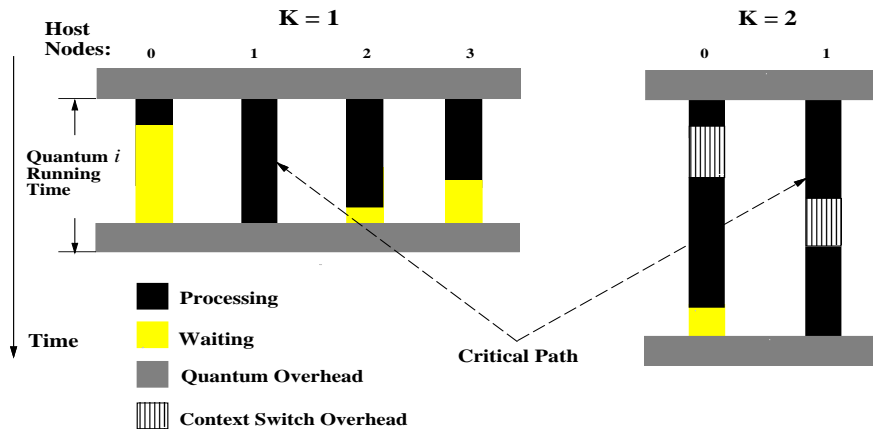 K = 1
K = 2
Host
Nodes:
0
1
2
3
0
1
Quantum i
Running
Time
Processing
Waiting
Time
Critical Path
Quantum Overhead
Context Switch Overhead